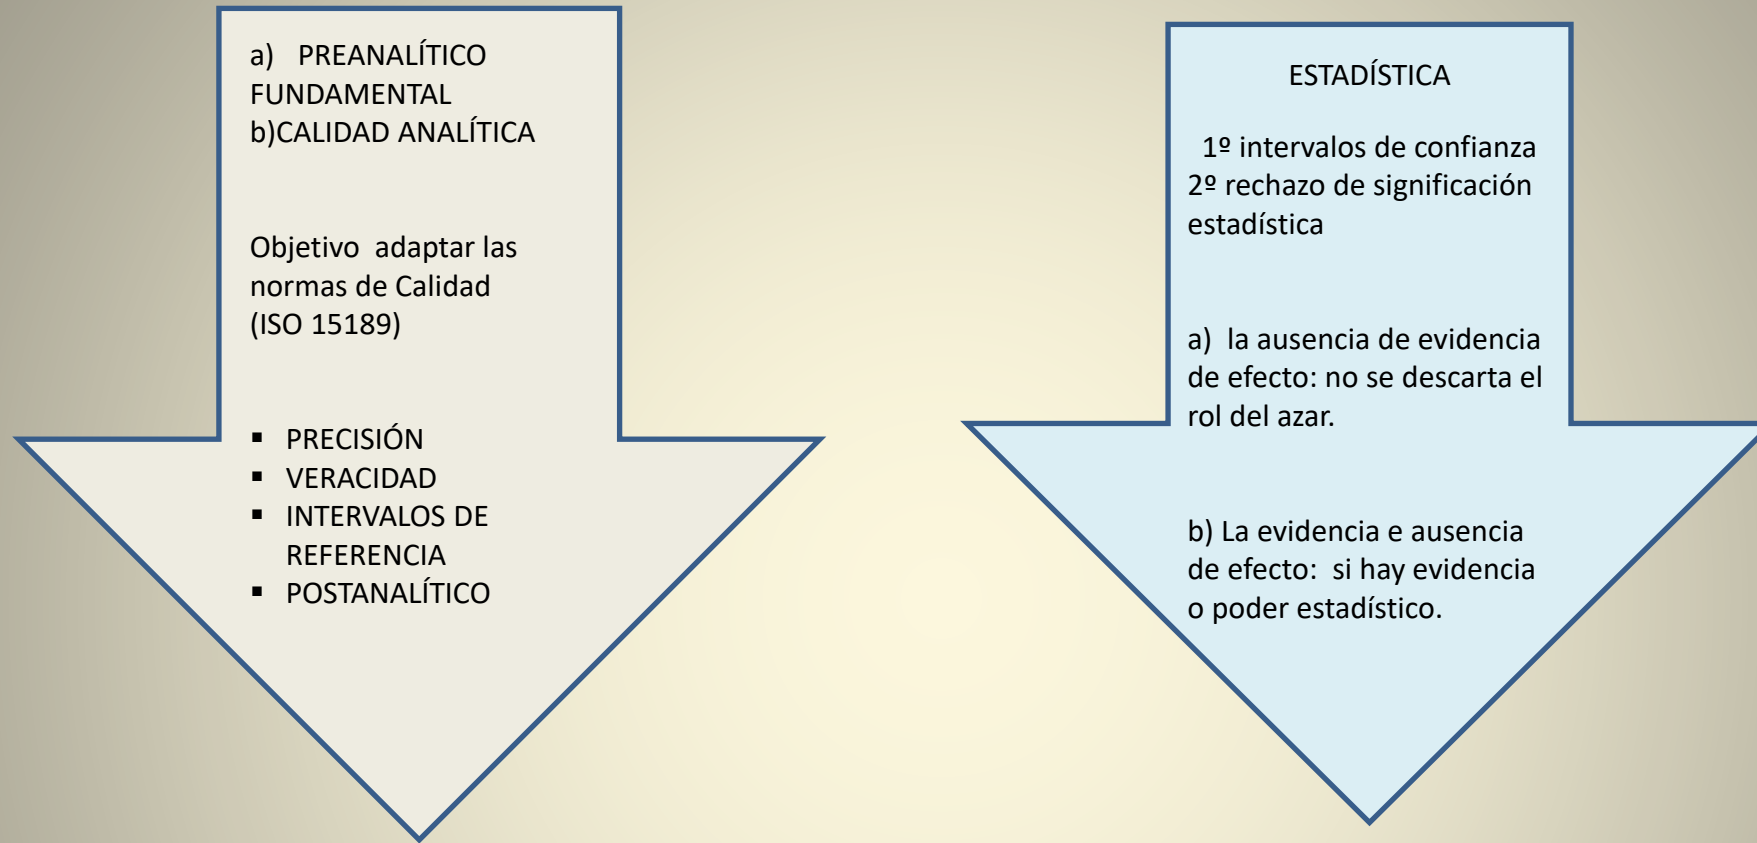 a) PREANALÍTICO
FUNDAMENTAL
b)CALIDAD ANALÍTICA
Objetivo adaptar las
normas de Calidad
(ISO 15189)
▪ PRECISIÓN
▪ VERACIDAD
▪ INTERVALOS DE
REFERENCIA
▪ POSTANALÍTICO
ESTADÍSTICA
1º intervalos de confianza
2º rechazo de significación
estadística
a) la ausencia de evidencia
de efecto: no se descarta el
rol del azar.
b) La evidencia e ausencia
de efecto: si hay evidencia
o poder estadístico.